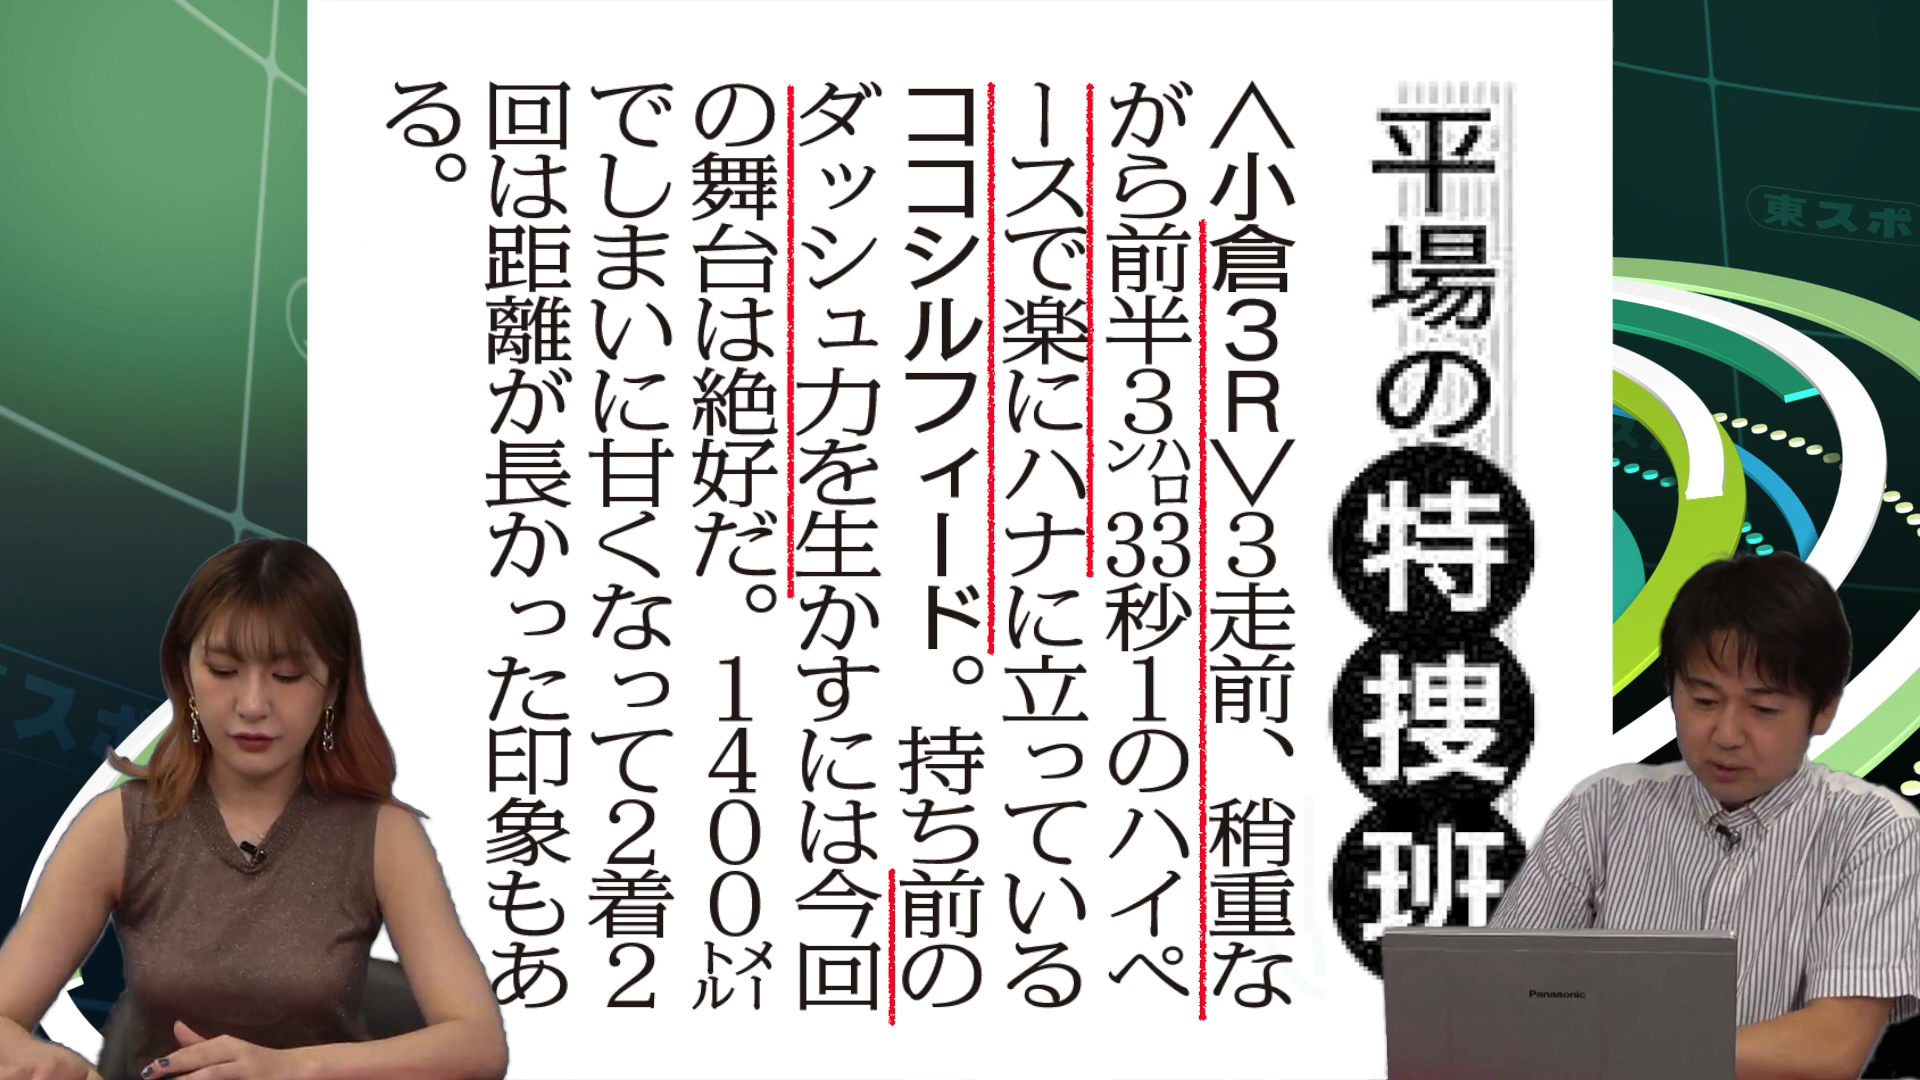 平場の特捜班
〈小倉3R〉3走前、稍重な
がら前半3ハロン33秒1のハイペ
ースで楽にハナに立っている
ココシルフィード。持ち前の
ダッシュ力を生かすには今回
の舞台は絶好だ。1400メートル
でしまいに甘くなって2着2
回は距離が長かった印象もあ
る。
東スポ
Panasonic